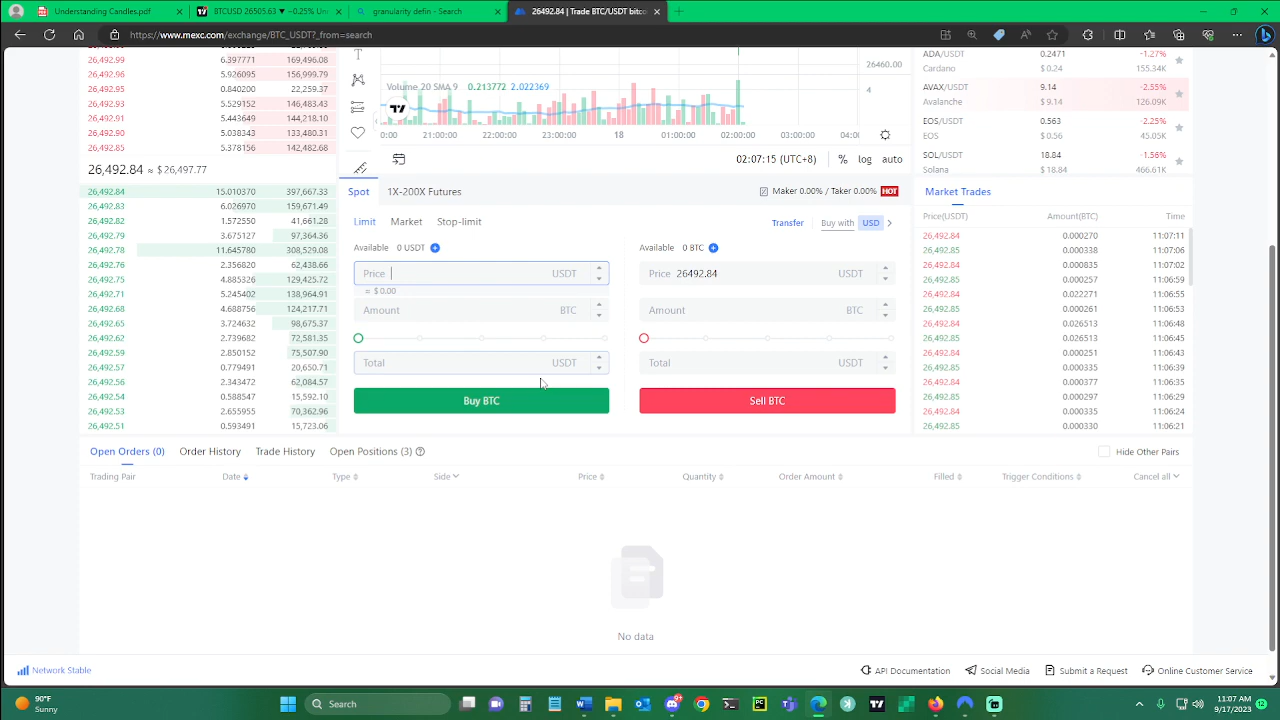 Understanding Candles.pdf
BTCUSD 26505.63 ▼ −0.25% Un
granularity defin - Search
26492.84 | Trade BTC/USDT bitco
https://www.mexc.com/exchange/BTC_USDT?_from=search
26,492.99 6.397771 169,496.08
26,492.96 5.926095 156,999.79
26,492.95 0.840200 22,259.37
26,492.93 5.529152 146,483.43
26,492.91 5.443649 144,218.10
26,492.90 5.038343 133,480.31
26,492.85 5.378156 142,482.68
26,492.84 ≈ $26,497.77
26,492.84 15.010370 397,667.33
26,492.83 6.026970 159,671.49
26,492.82 1.572550 41,661.28
26,492.79 3.675127 97,364.36
26,492.78 11.645780 308,529.08
26,492.76 2.356820 62,438.66
26,492.75 4.885326 129,425.72
26,492.71 5.245402 138,964.91
26,492.68 4.688756 124,217.71
26,492.65 3.724632 98,675.37
26,492.62 2.739682 72,581.35
26,492.59 2.850152 75,507.90
26,492.57 0.779491 20,650.71
26,492.56 2.343472 62,084.57
26,492.54 0.588547 15,592.10
26,492.53 2.655955 70,362.96
26,492.51 0.593491 15,723.06
26460.00
Volume 20 SMA 9 0.213772 2.022369
4
0:00 21:00:00 22:00:00 23:00:00 18 01:00:00 02:00:00 03:00:00 04:0
02:07:15 (UTC+8) % log auto
Spot 1X-200X Futures
Maker 0.00% / Taker 0.00% HOT
Limit Market Stop-limit
Transfer Buy with USD
Available 0 USDT
Price USDT
≈ $0.00
Amount BTC
Total USDT
Buy BTC
Available 0 BTC
Price 26492.84 USDT
Amount BTC
Total USDT
Sell BTC
ADA/USDT 0.2471 -1.27%
Cardano $ 0.24 155.34K
AVAX/USDT 9.14 -2.55%
Avalanche $ 9.14 126.09K
EOS/USDT 0.563 -2.25%
EOS $ 0.56 45.05K
SOL/USDT 18.84 -1.56%
Solana $ 18.84 466.61K
Market Trades
Price(USDT) Amount(BTC) Time
26,492.84 0.000270 11:07:11
26,492.85 0.000338 11:07:06
26,492.84 0.000835 11:07:02
26,492.85 0.000257 11:06:59
26,492.84 0.022271 11:06:55
26,492.85 0.000261 11:06:53
26,492.84 0.026513 11:06:48
26,492.85 0.026513 11:06:45
26,492.84 0.000251 11:06:43
26,492.85 0.000335 11:06:39
26,492.84 0.000377 11:06:35
26,492.85 0.000297 11:06:29
26,492.84 0.000335 11:06:24
26,492.85 0.000330 11:06:21
Open Orders (0) Order History Trade History Open Positions (3)
Hide Other Pairs
Trading Pair Date Type Side Price Quantity Order Amount Filled Trigger Conditions Cancel all
No data
Network Stable
API Documentation Social Media Submit a Request Online Customer Service
90°F
Sunny
Search
11:07 AM
9/17/2023